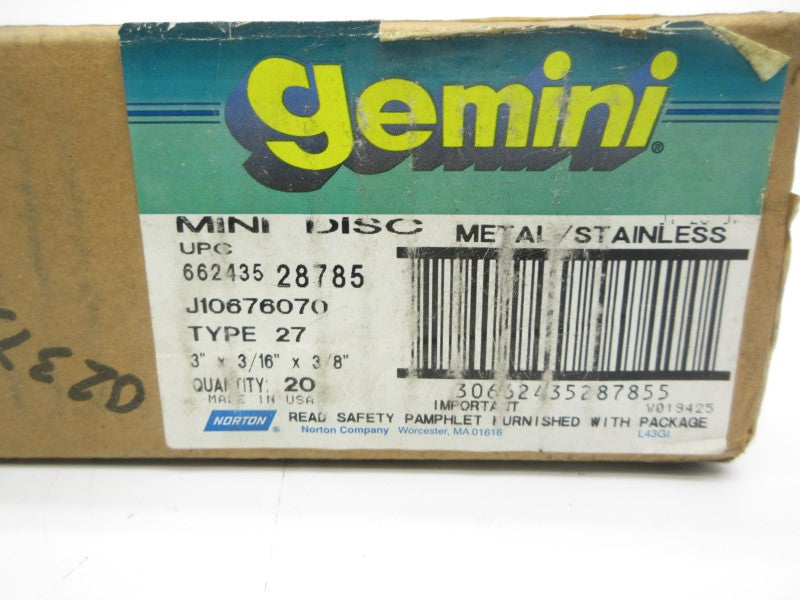 gemini®
MINI DISC METAL/STAINLESS
UPC
662435 28785
J10676070
TYPE 27
3" x 3/16" x 3/8"
QUANTITY: 20
MADE IN USA
30662435287855
IMPORTANT V019425
NORTON® READ SAFETY PAMPHLET FURNISHED WITH PACKAGE
Norton Company Worcester, MA 01616 L43GI